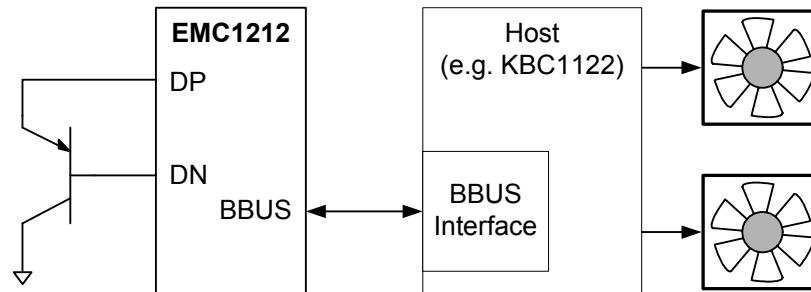 EMC1212
DP
DN
BBUS
Host
(e.g. KBC1122)
BBUS
Interface